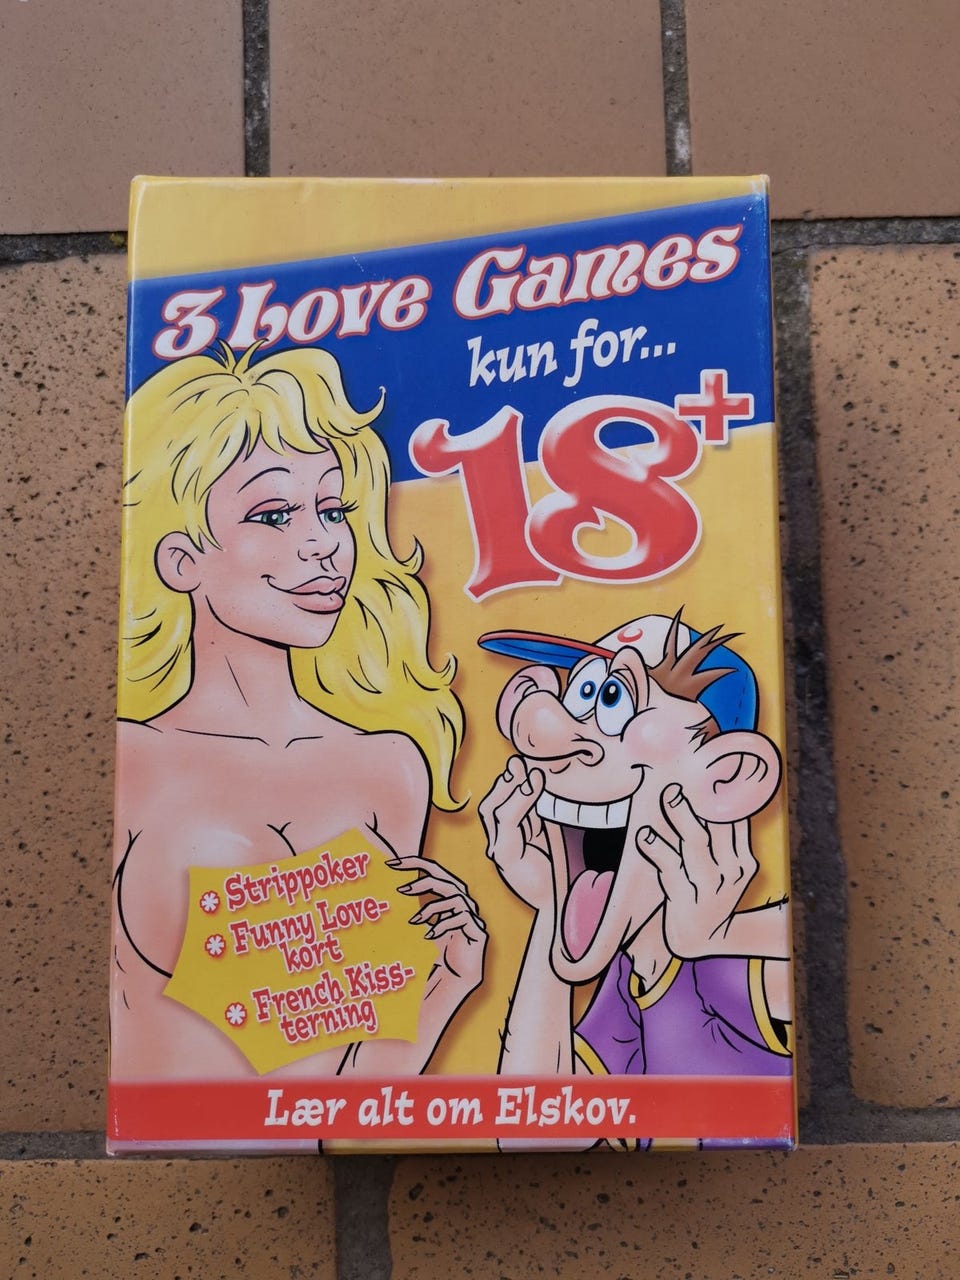 3 Love Games
kun for...
18+
* Strippoker
* Funny Love-
kort
* French Kiss-
terning
Lær alt om Elskov.